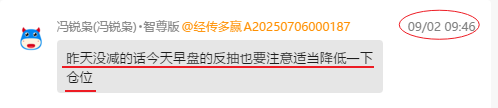 冯锐枭(冯锐枭)•智尊版 @经传多赢A20250706000187 09/02 09:46
昨天没减的话今天早盘的反抽也要注意适当降低一下
仓位